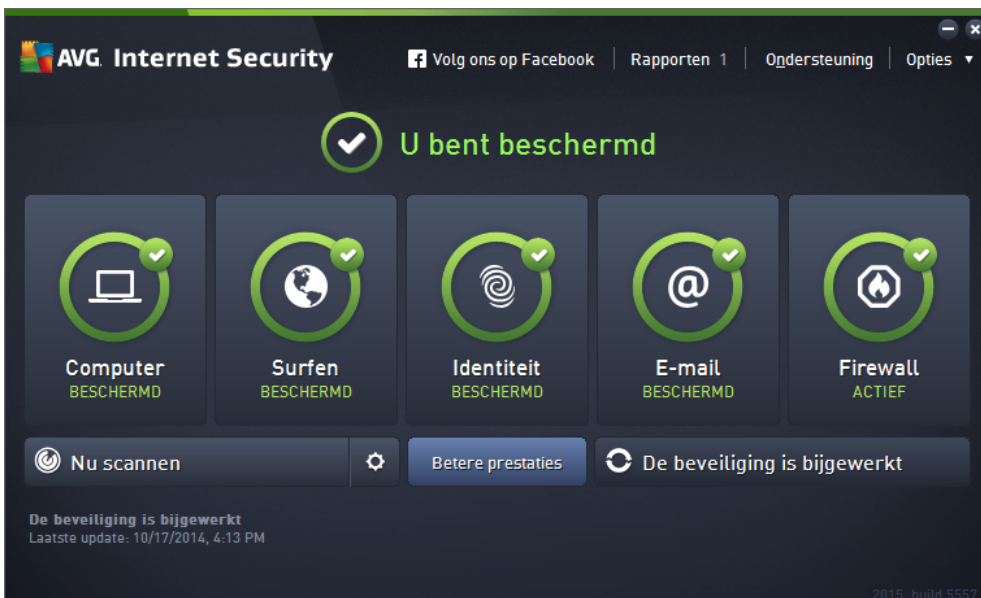 AVG. Internet Security
Volg ons op Facebook
Rapporten 1
Ondersteuning
Opties
U bent beschermd
Computer
BESCHERMD
Surfen
BESCHERMD
Identiteit
BESCHERMD
@
E-mail
BESCHERMD
Firewall
ACTIEF
Nu scannen
Betere prestaties
De beveiliging is bijgewerkt
De beveiliging is bijgewerkt
Laatste update: 10/17/2014, 4:13 PM
2015, build 5557